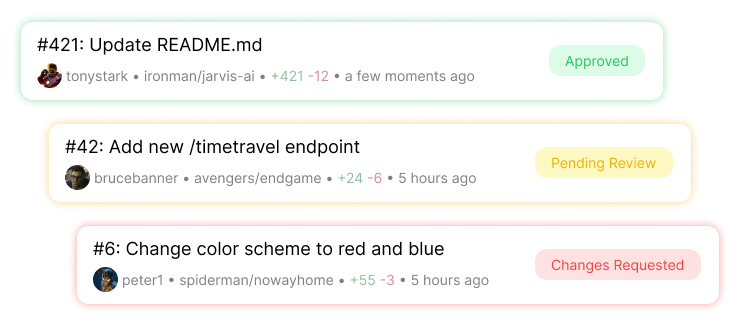 #421: Update README.md
Approved
tonystark • ironman/jarvis-ai • +421 -12 • a few moments ago
#42: Add new /timetravel endpoint
Pending Review
brucebanner • avengers/endgame • +24 -6 • 5 hours ago
#6: Change color scheme to red and blue
Changes Requested
peter1 • spiderman/nowayhome • +55 -3 • 5 hours ago